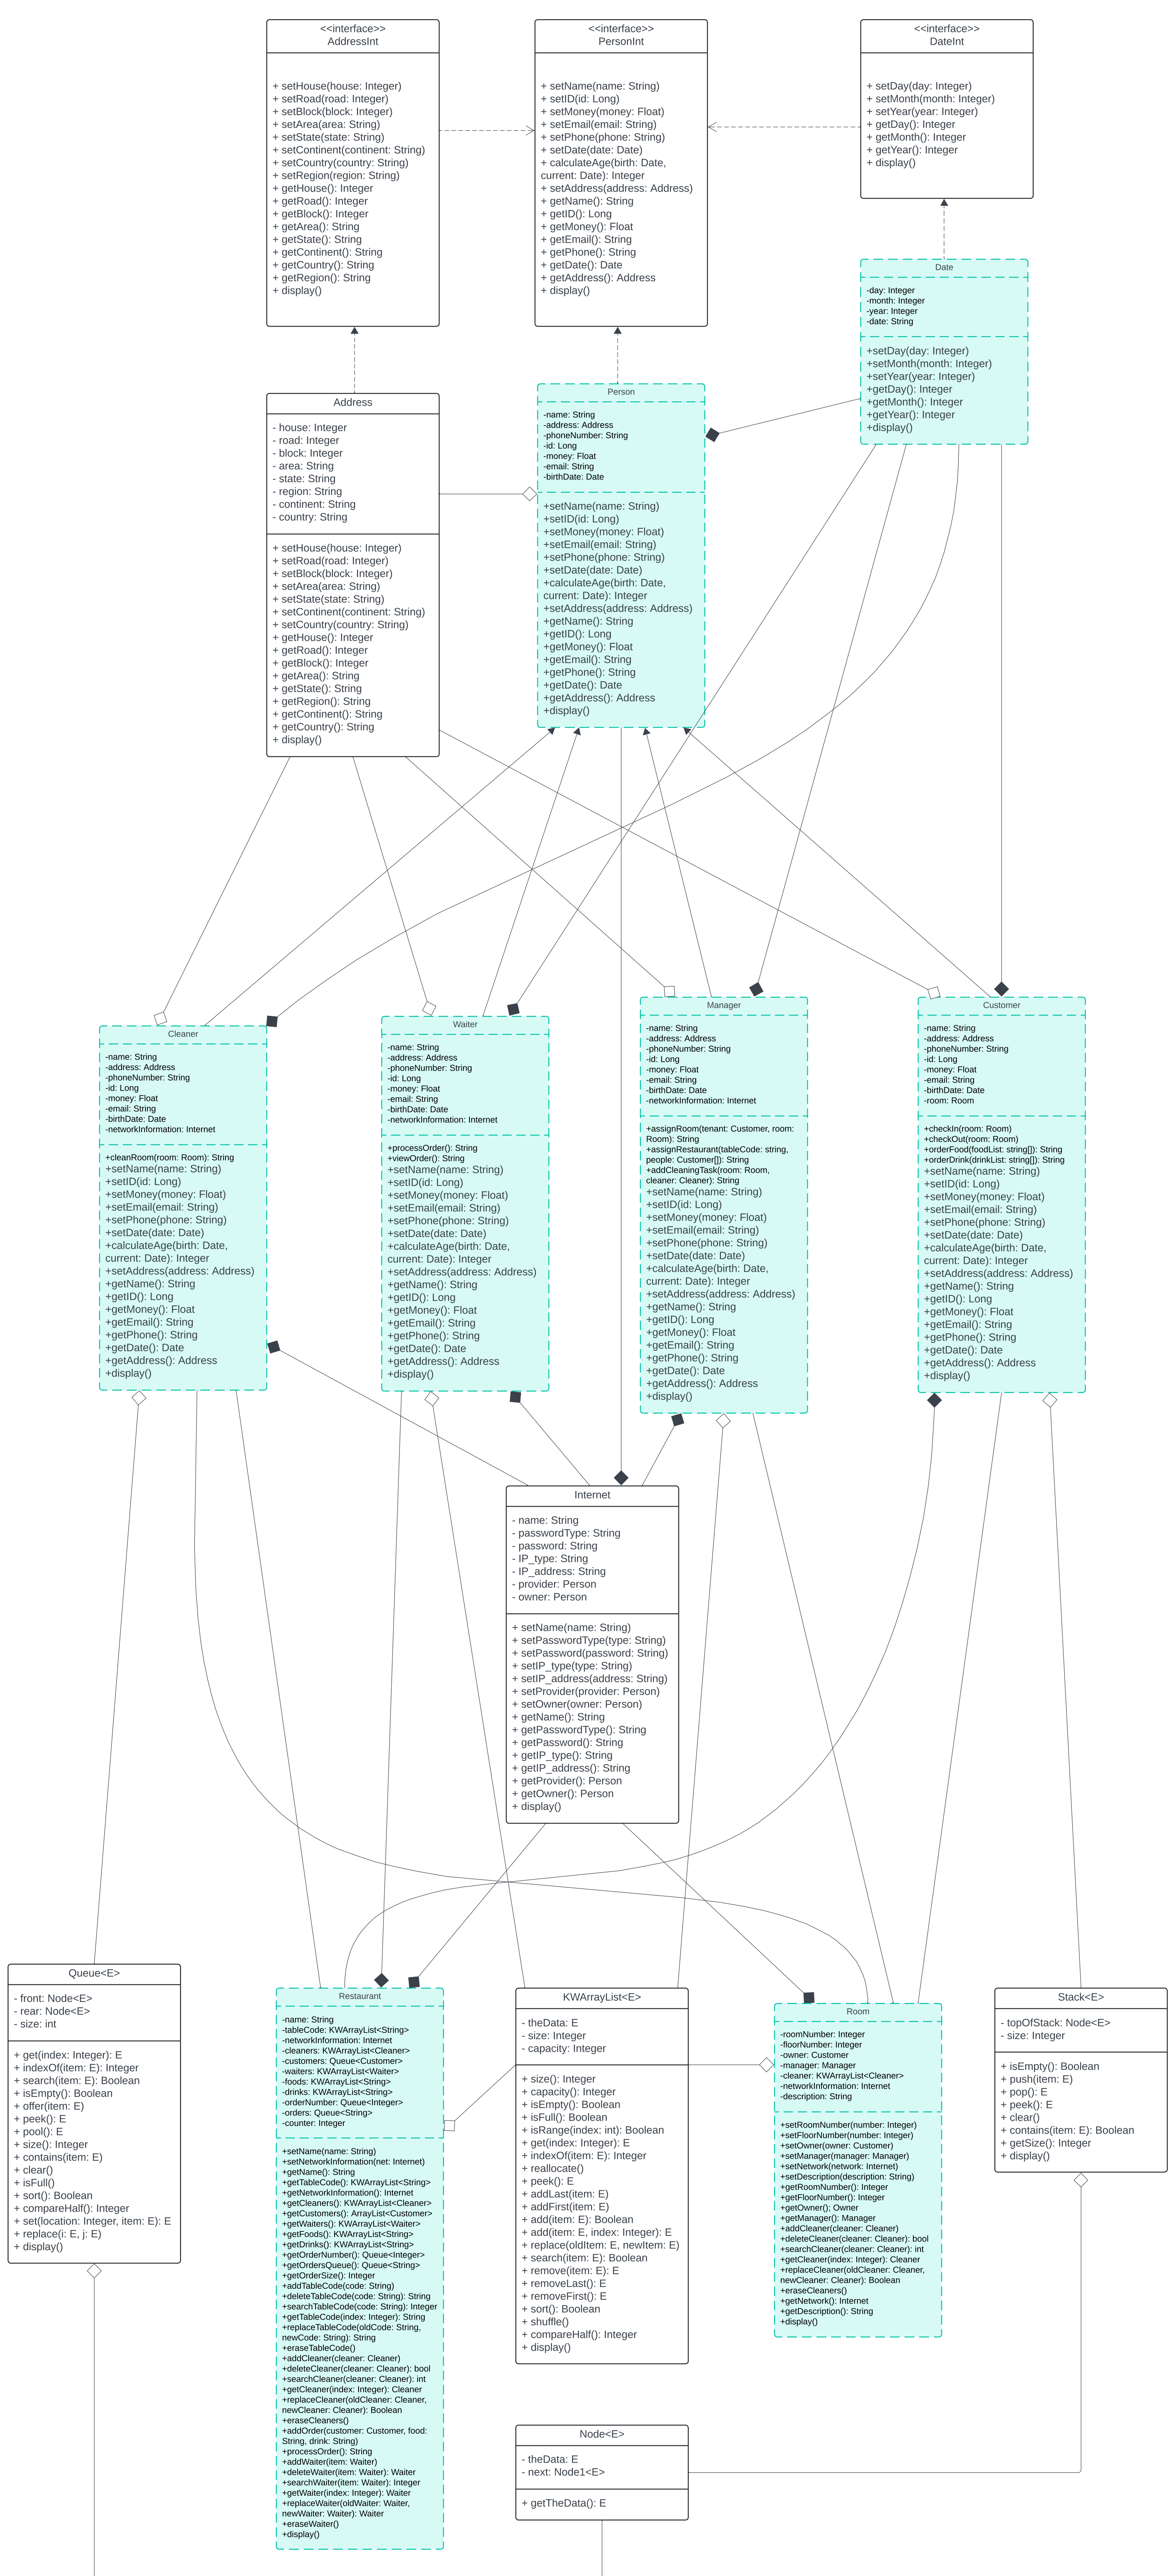 <<interface>>
AddressInt
+ setHouse(house: Integer)
+ setRoad(road: Integer)
+ setBlock(block: Integer)
+ setArea(area: String)
+ setState(state: String)
+ setContinent(continent: String)
+ setCountry(country: String)
+ setRegion(region: String)
+ getHouse(): Integer
+ getRoad(): Integer
+ getBlock(): Integer
+ getArea(): String
+ getState(): String
+ getContinent(): String
+ getCountry(): String
+ getRegion(): String
+ display()
<<interface>>
PersonInt
+ setName(name: String)
+ setID(id: Long)
+ setMoney(money: Float)
+ setEmail(email: String)
+ setPhone(phone: String)
+ setDate(date: Date)
+ calculateAge(birth: Date,
current: Date): Integer
+ setAddress(address: Address)
+ getName(): String
+ getID(): Long
+ getMoney(): Float
+ getEmail(): String
+ getPhone(): String
+ getDate(): Date
+ getAddress(): Address
+ display()
<<interface>>
DateInt
+ setDay(day: Integer)
+ setMonth(month: Integer)
+ setYear(year: Integer)
+ getDay(): Integer
+ getMonth(): Integer
+ getYear(): Integer
+ display()
Date
-day: Integer
-month: Integer
-year: Integer
-date: String
+setDay(day: Integer)
+setMonth(month: Integer)
+setYear(year: Integer)
+getDay(): Integer
+getMonth(): Integer
+getYear(): Integer
+display()
Address
- house: Integer
- road: Integer
- block: Integer
- area: String
- state: String
- region: String
- continent: String
- country: String
+ setHouse(house: Integer)
+ setRoad(road: Integer)
+ setBlock(block: Integer)
+ setArea(area: String)
+ setState(state: String)
+ setContinent(continent: String)
+ setCountry(country: String)
+ getHouse(): Integer
+ getRoad(): Integer
+ getBlock(): Integer
+ getArea(): String
+ getState(): String
+ getRegion(): String
+ getContinent(): String
+ getCountry(): String
+ display()
Person
-name: String
-address: Address
-phoneNumber: String
-id: Long
-money: Float
-email: String
-birthDate: Date
+setName(name: String)
+setID(id: Long)
+setMoney(money: Float)
+setEmail(email: String)
+setPhone(phone: String)
+setDate(date: Date)
+calculateAge(birth: Date,
current: Date): Integer
+setAddress(address: Address)
+getName(): String
+getID(): Long
+getMoney(): Float
+getEmail(): String
+getPhone(): String
+getDate(): Date
+getAddress(): Address
+display()
Cleaner
-name: String
-address: Address
-phoneNumber: String
-id: Long
-money: Float
-email: String
-birthDate: Date
-networkInformation: Internet
+cleanRoom(room: Room): String
+setName(name: String)
+setID(id: Long)
+setMoney(money: Float)
+setEmail(email: String)
+setPhone(phone: String)
+setDate(date: Date)
+calculateAge(birth: Date,
current: Date): Integer
+setAddress(address: Address)
+getName(): String
+getID(): Long
+getMoney(): Float
+getEmail(): String
+getPhone(): String
+getDate(): Date
+getAddress(): Address
+display()
Waiter
-name: String
-address: Address
-phoneNumber: String
-id: Long
-money: Float
-email: String
-birthDate: Date
-networkInformation: Internet
+processOrder(): String
+viewOrder(): String
+setName(name: String)
+setID(id: Long)
+setMoney(money: Float)
+setEmail(email: String)
+setPhone(phone: String)
+setDate(date: Date)
+calculateAge(birth: Date,
current: Date): Integer
+setAddress(address: Address)
+getName(): String
+getID(): Long
+getMoney(): Float
+getEmail(): String
+getPhone(): String
+getDate(): Date
+getAddress(): Address
+display()
Manager
-name: String
-address: Address
-phoneNumber: String
-id: Long
-money: Float
-email: String
-birthDate: Date
-networkInformation: Internet
+assignRoom(tenant: Customer, room:
Room): String
+assignRestaurant(tableCode: string,
people: Customer[]): String
+addCleaningTask(room: Room,
cleaner: Cleaner): String
+setName(name: String)
+setID(id: Long)
+setMoney(money: Float)
+setEmail(email: String)
+setPhone(phone: String)
+setDate(date: Date)
+calculateAge(birth: Date,
current: Date): Integer
+setAddress(address: Address)
+getName(): String
+getID(): Long
+getMoney(): Float
+getEmail(): String
+getPhone(): String
+getDate(): Date
+getAddress(): Address
+display()
Customer
-name: String
-address: Address
-phoneNumber: String
-id: Long
-money: Float
-email: String
-birthDate: Date
-room: Room
+checkIn(room: Room)
+checkOut(room: Room)
+orderFood(foodList: string[]): String
+orderDrink(drinkList: string[]): String
+setName(name: String)
+setID(id: Long)
+setMoney(money: Float)
+setEmail(email: String)
+setPhone(phone: String)
+setDate(date: Date)
+calculateAge(birth: Date,
current: Date): Integer
+setAddress(address: Address)
+getName(): String
+getID(): Long
+getMoney(): Float
+getEmail(): String
+getPhone(): String
+getDate(): Date
+getAddress(): Address
+display()
Internet
- name: String
- passwordType: String
- password: String
- IP_type: String
- IP_address: String
- provider: Person
- owner: Person
+ setName(name: String)
+ setPasswordType(type: String)
+ setPassword(password: String)
+ setIP_type(type: String)
+ setIP_address(address: String)
+ setProvider(provider: Person)
+ setOwner(owner: Person)
+ getName(): String
+ getPasswordType(): String
+ getPassword(): String
+ getIP_type(): String
+ getIP_address(): String
+ getProvider(): Person
+ getOwner(): Person
+ display()
Queue<E>
- front: Node<E>
- rear: Node<E>
- size: int
+ get(index: Integer): E
+ indexOf(item: E): Integer
+ search(item: E): Boolean
+ isEmpty(): Boolean
+ offer(item: E)
+ peek(): E
+ pool(): E
+ size(): Integer
+ contains(item: E)
+ clear()
+ isFull()
+ sort(): Boolean
+ compareHalf(): Integer
+ set(location: Integer, item: E): E
+ replace(i: E, j: E)
+ display()
Restaurant
-name: String
-tableCode: KWArrayList<String>
-networkInformation: Internet
-cleaners: KWArrayList<Cleaner>
-customers: Queue<Customer>
-waiters: KWArrayList<Waiter>
-foods: KWArrayList<String>
-drinks: KWArrayList<String>
-orderNumber: Queue<Integer>
-orders: Queue<String>
-counter: Integer
+setName(name: String)
+setNetworkInformation(net: Internet)
+getName(): String
+getTableCode(): KWArrayList<String>
+getNetworkInformation(): Internet
+getCleaners(): KWArrayList<Cleaner>
+getCustomers(): ArrayList<Customer>
+getWaiters(): KWArrayList<Waiter>
+getFoods(): KWArrayList<String>
+getDrinks(): KWArrayList<String>
+getOrderNumber(): Queue<Integer>
+getOrdersQueue(): Queue<String>
+getOrderSize(): Integer
+addTableCode(code: String)
+deleteTableCode(code: String): String
+searchTableCode(code: String): Integer
+getTableCode(index: Integer): String
+replaceTableCode(oldCode: String,
newCode: String): String
+eraseTableCode()
+addCleaner(cleaner: Cleaner)
+deleteCleaner(cleaner: Cleaner): bool
+searchCleaner(cleaner: Cleaner): int
+getCleaner(index: Integer): Cleaner
+replaceCleaner(oldCleaner: Cleaner,
newCleaner: Cleaner): Boolean
+eraseCleaners()
+addOrder(customer: Customer, food:
String, drink: String)
+processOrder(): String
+addWaiter(item: Waiter)
+deleteWaiter(item: Waiter): Waiter
+searchWaiter(item: Waiter): Integer
+getWaiter(index: Integer): Waiter
+replaceWaiter(oldWaiter: Waiter,
newWaiter: Waiter): Waiter
+eraseWaiter()
+display()
KWArrayList<E>
- theData: E
- size: Integer
- capacity: Integer
+ size(): Integer
+ capacity(): Integer
+ isEmpty(): Boolean
+ isFull(): Boolean
+ isRange(index: int): Boolean
+ get(index: Integer): E
+ indexOf(item: E): Integer
+ reallocate()
+ peek(): E
+ addLast(item: E)
+ addFirst(item: E)
+ add(item: E): Boolean
+ add(item: E, index: Integer): E
+ replace(oldItem: E, newItem: E)
+ search(item: E): Boolean
+ remove(item: E): E
+ removeLast(): E
+ removeFirst(): E
+ sort(): Boolean
+ shuffle()
+ compareHalf(): Integer
+ display()
Room
-roomNumber: Integer
-floorNumber: Integer
-owner: Customer
-manager: Manager
-cleaner: KWArrayList<Cleaner>
-networkInformation: Internet
-description: String
+setRoomNumber(number: Integer)
+setFloorNumber(number: Integer)
+setOwner(owner: Customer)
+setManager(manager: Manager)
+setNetwork(network: Internet)
+setDescription(description: String)
+getRoomNumber(): Integer
+getFloorNumber(): Integer
+getOwner(); Owner
+getManager(): Manager
+addCleaner(cleaner: Cleaner)
+deleteCleaner(cleaner: Cleaner): bool
+searchCleaner(cleaner: Cleaner): int
+getCleaner(index: Integer): Cleaner
+replaceCleaner(oldCleaner: Cleaner,
newCleaner: Cleaner): Boolean
+eraseCleaners()
+getNetwork(): Internet
+getDescription(): String
+display()
Stack<E>
- topOfStack: Node<E>
- size: Integer
+ isEmpty(): Boolean
+ push(item: E)
+ pop(): E
+ peek(): E
+ clear()
+ contains(item: E): Boolean
+ getSize(): Integer
+ display()
Node<E>
- theData: E
- next: Node1<E>
+ getTheData(): E